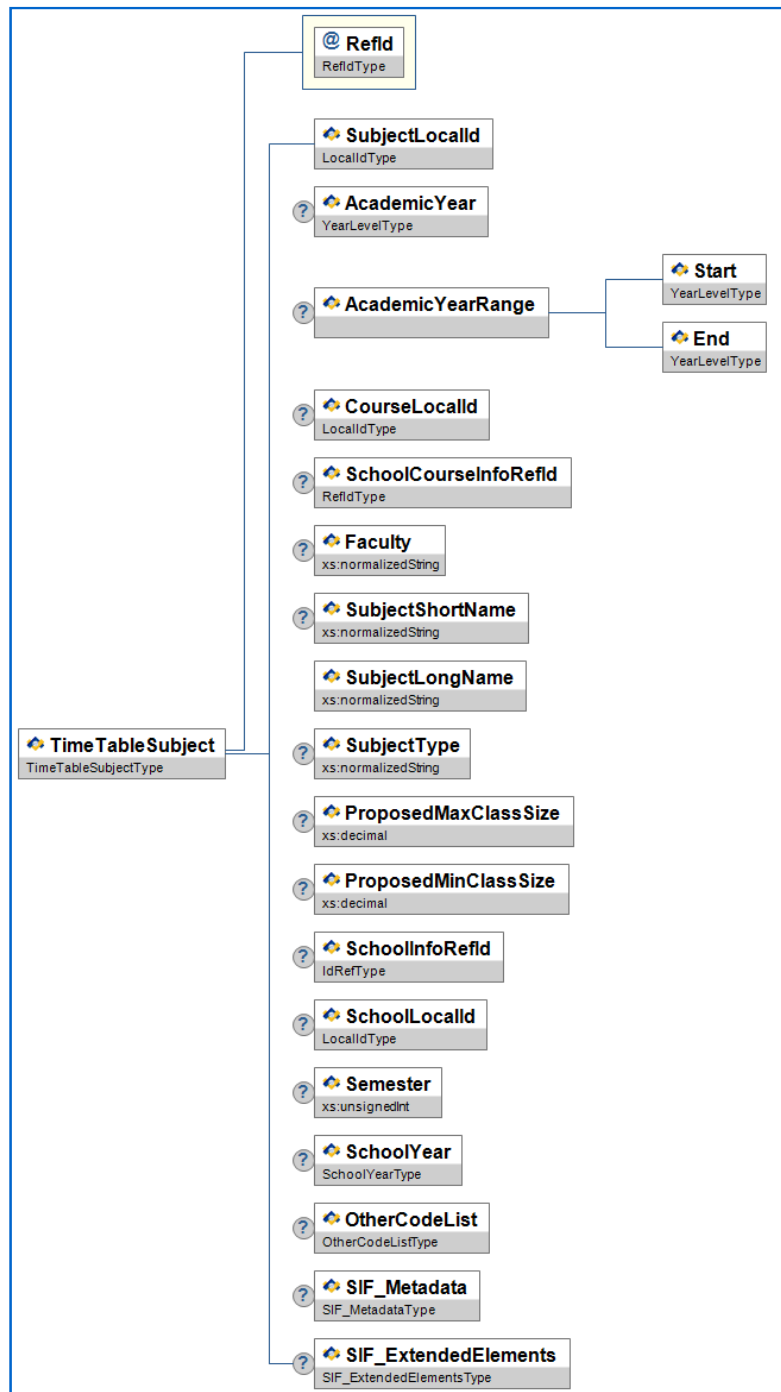 @ RefId
RefIdType
SubjectLocalId
LocalIdType
? AcademicYear
YearLevelType
Start
YearLevelType
? AcademicYearRange
End
YearLevelType
? CourseLocalId
LocalIdType
? SchoolCourseInfoRefId
RefIdType
? Faculty
xs:normalizedString
? SubjectShortName
xs:normalizedString
SubjectLongName
xs:normalizedString
TimeTableSubject
TimeTableSubjectType
? SubjectType
xs:normalizedString
? ProposedMaxClassSize
xs:decimal
? ProposedMinClassSize
xs:decimal
? SchoolInfoRefId
IdRefType
? SchoolLocalId
LocalIdType
? Semester
xs:unsignedInt
? SchoolYear
SchoolYearType
? OtherCodeList
OtherCodeListType
? SIF_Metadata
SIF_MetadataType
? SIF_ExtendedElements
SIF_ExtendedElementsType